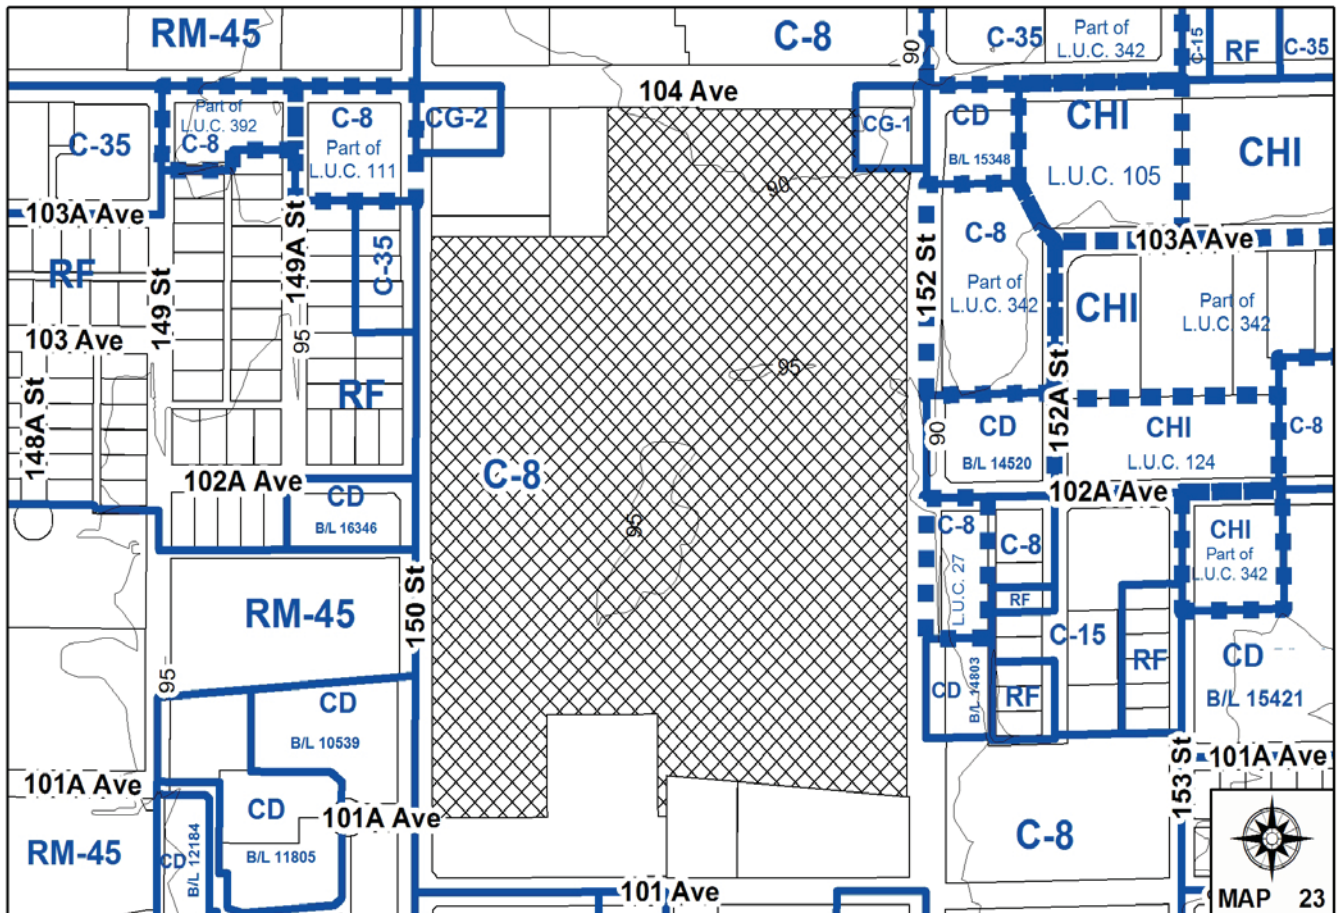 RM-45
C-8
90
C-35
Part of
L.U.C. 342
C-15
RF
C-35
104 Ave
C-35
Part of
L.U.C. 392
C-8
C-8
Part of
L.U.C. 111
CG-2
CG-1
CD
B/L 15348
CHI
L.U.C. 105
CHI
90
103A Ave
149A St
C-35
152 St
C-8
Part of
L.U.C. 342
103A Ave
RF
149 St
CHI
Part of
L.U.C. 342
103 Ave
95
RF
95
148A St
90
152A St
CD
B/L 14520
CHI
L.U.C. 124
C-8
102A Ave
CD
B/L 16346
C-8
95
102A Ave
C-8
L.U.C. 27
C-8
RF
CHI
Part of
L.U.C. 342
RM-45
150 St
C-15
RF
CD
B/L 15421
95
CD
B/L 10539
CD
B/L 14803
RF
101A Ave
CD
B/L 11805
101A Ave
153 St
101A Ave
RM-45
CD
B/L 12184
C-8
101 Ave
MAP 23